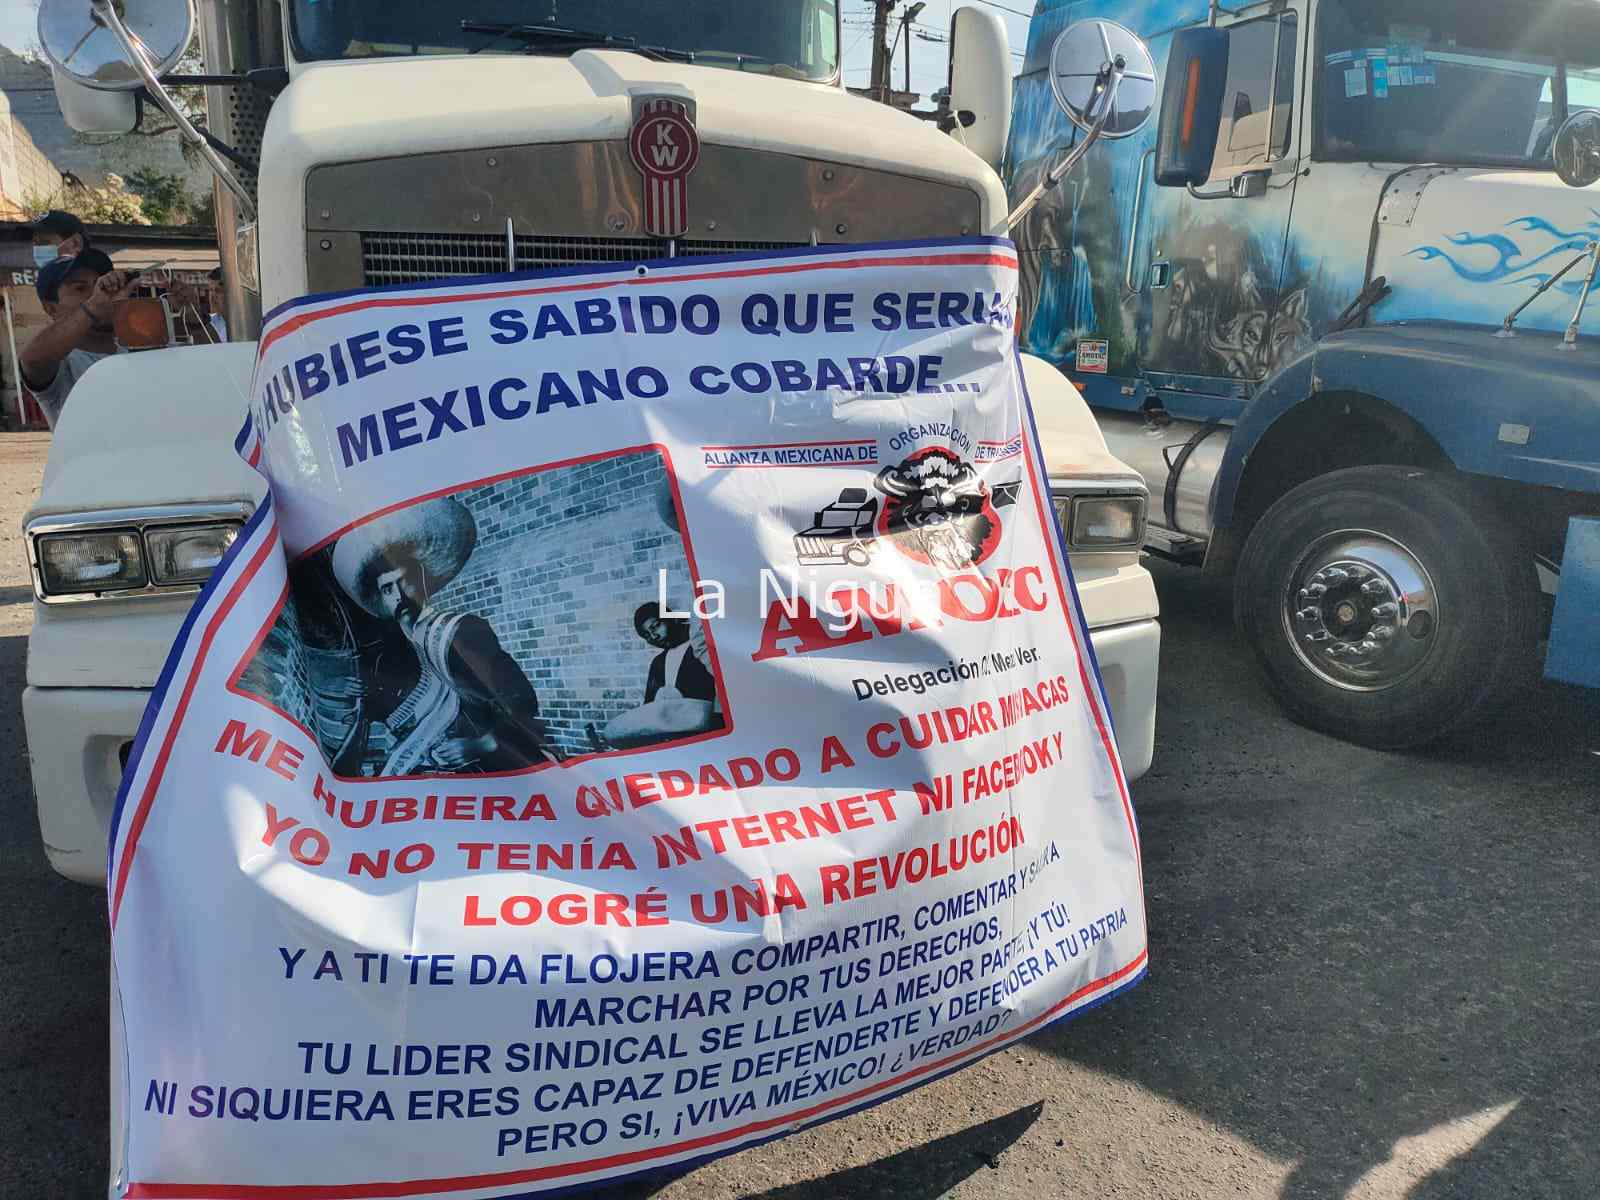 K
W
HUBIESE SABIDO QUE SERIAS
MEXICANO COBARDE...
ALIANZA MEXICANA DE
ORGANIZACIÓN
La Nigua
Delegación
ME HUBIERA QUEDADO A CUIDAR MIS VACAS
YO NO TENÍA INTERNET NI FACEBOOK Y
LOGRÉ UNA REVOLUCIÓN
Y A TI TE DA FLOJERA COMPARTIR, COMENTAR Y
MARCHAR POR TUS DERECHOS,
TU LIDER SINDICAL SE LLEVA LA MEJOR PARTE, ¡Y TÚ!
NI SIQUIERA ERES CAPAZ DE DEFENDERTE Y DEFENDER A TU PATRIA
PERO SI, ¡VIVA MÉXICO! ¿VERDAD?